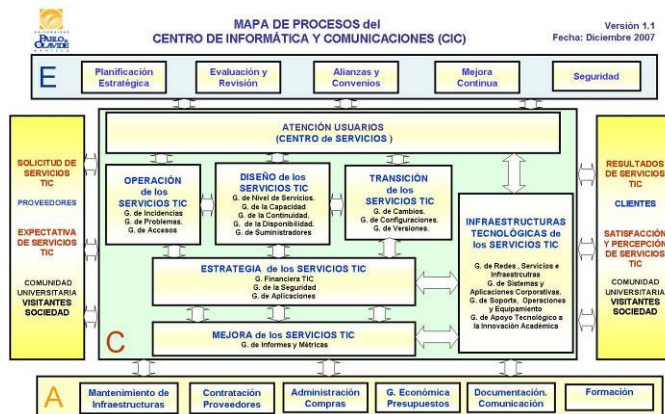 UNIVERSIDAD
PABLO DE
OLAVIDE
SEVILLA
MAPA DE PROCESOS del
CENTRO DE INFORMÁTICA Y COMUNICACIONES (CIC)
Versión 1.1
Fecha: Diciembre 2007
E
Planificación
Estratégica
Evaluación y
Revisión
Alianzas y
Convenios
Mejora
Continua
Seguridad
SOLICITUD DE
SERVICIOS
TIC
PROVEEDORES
EXPECTATIVA
DE SERVICIOS
TIC
COMUNIDAD
UNIVERSITARIA
VISITANTES
SOCIEDAD
ATENCIÓN USUARIOS
(CENTRO de SERVICIOS )
OPERACIÓN
de los
SERVICIOS TIC
G. de Incidencias
G. de Problemas.
G. de Accesos
DISEÑO de los
SERVICIOS TIC
G. de Nivel de Servicios.
G. de la Capacidad
G. de la Continuidad.
G. de la Disponibilidad.
G. de Suministradores
TRANSICIÓN
de los
SERVICIOS TIC
G. de Cambios.
G. de Configuraciones.
G. de Versiones.
INFRAESTRUCTURAS
TECNOLÓGICAS de
los SERVICIOS TIC
G. de Redes , Servicios e
Infraestrcutras
G. de Sistemas y
Aplicaciones Corporativas,
G. de Soporte, Operaciones
y Equipamiento
G. de Apoyo Tecnológico a
la Innovación Académica
ESTRATEGIA de los SERVICIOS TIC
G. Financiera TIC
G. de la Seguridad
G. de Aplicaciones
MEJORA de los SERVICIOS TIC
G. de Informes y Métricas
C
RESULTADOS
DE SERVICIOS
TIC
CLIENTES
SATISFACCIÓN
Y PERCEPCIÓN
DE SERVICIOS
TIC
COMUNIDAD
UNIVERSITARIA
VISITANTES
SOCIEDAD
A
Mantenimiento de
Infraestructuras
Contratación
Proveedores
Administración
Compras
G. Económica
Presupuestos
Documentación.
Comunicación
Formación